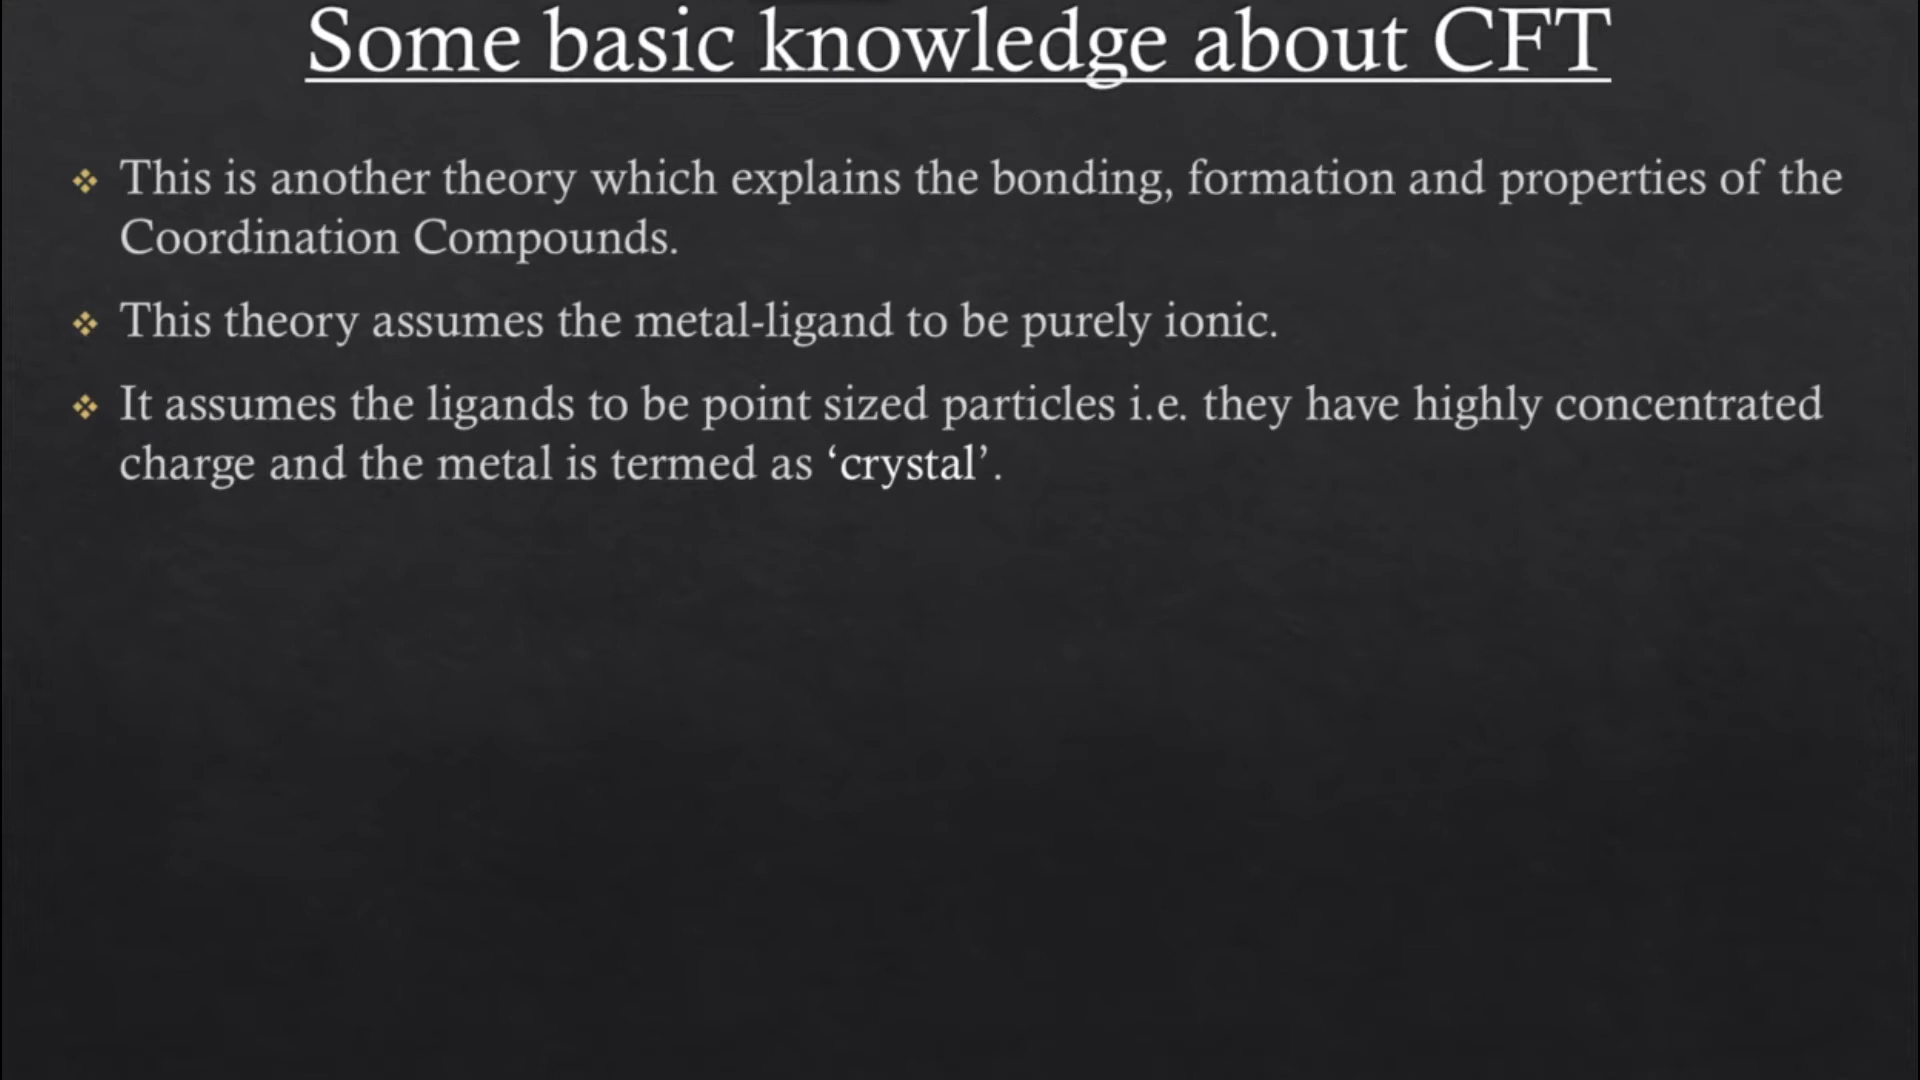 Some basic knowledge about CFT
This is another theory which explains the bonding, formation and properties of the
Coordination Compounds.
This theory assumes the metal-ligand to be purely ionic.
It assumes the ligands to be point sized particles i.e. they have highly concentrated
charge and the metal is termed as ‘crystal’.